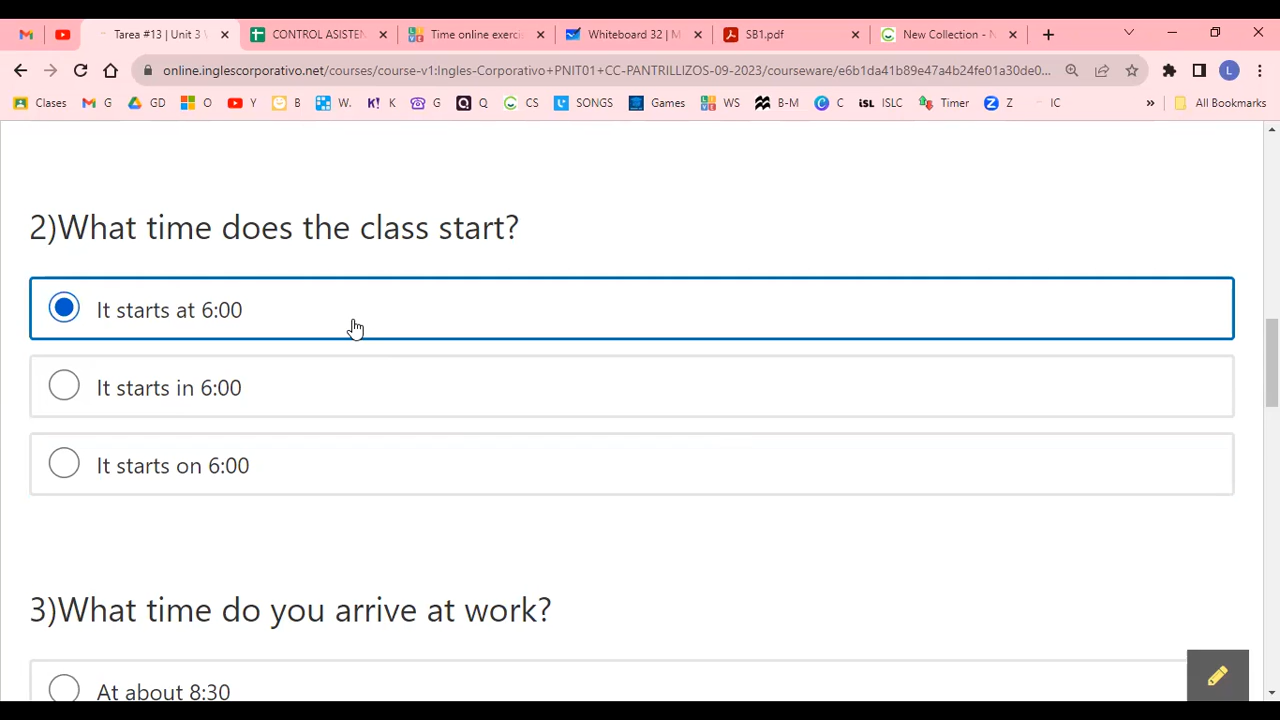 Tarea #13 | Unit 3
CONTROL ASISTEN
Time online exerci
Whiteboard 32 | M
SB1.pdf
New Collection - N
online.inglescorporativo.net/courses/course-v1:Ingles-Corporativo+PNIT01+CC-PANTRILLIZOS-09-2023/courseware/e6b1da41b89e47a4b24fe01a30de0...
L
Clases
M G
GD
O
Y
B
W.
K! K
G
Q
CS
SONGS
Games
WS
B-M
C
iSL ISLC
Timer
Z
IC
»
All Bookmarks
2)What time does the class start?
It starts at 6:00
It starts in 6:00
It starts on 6:00
3)What time do you arrive at work?
At about 8:30